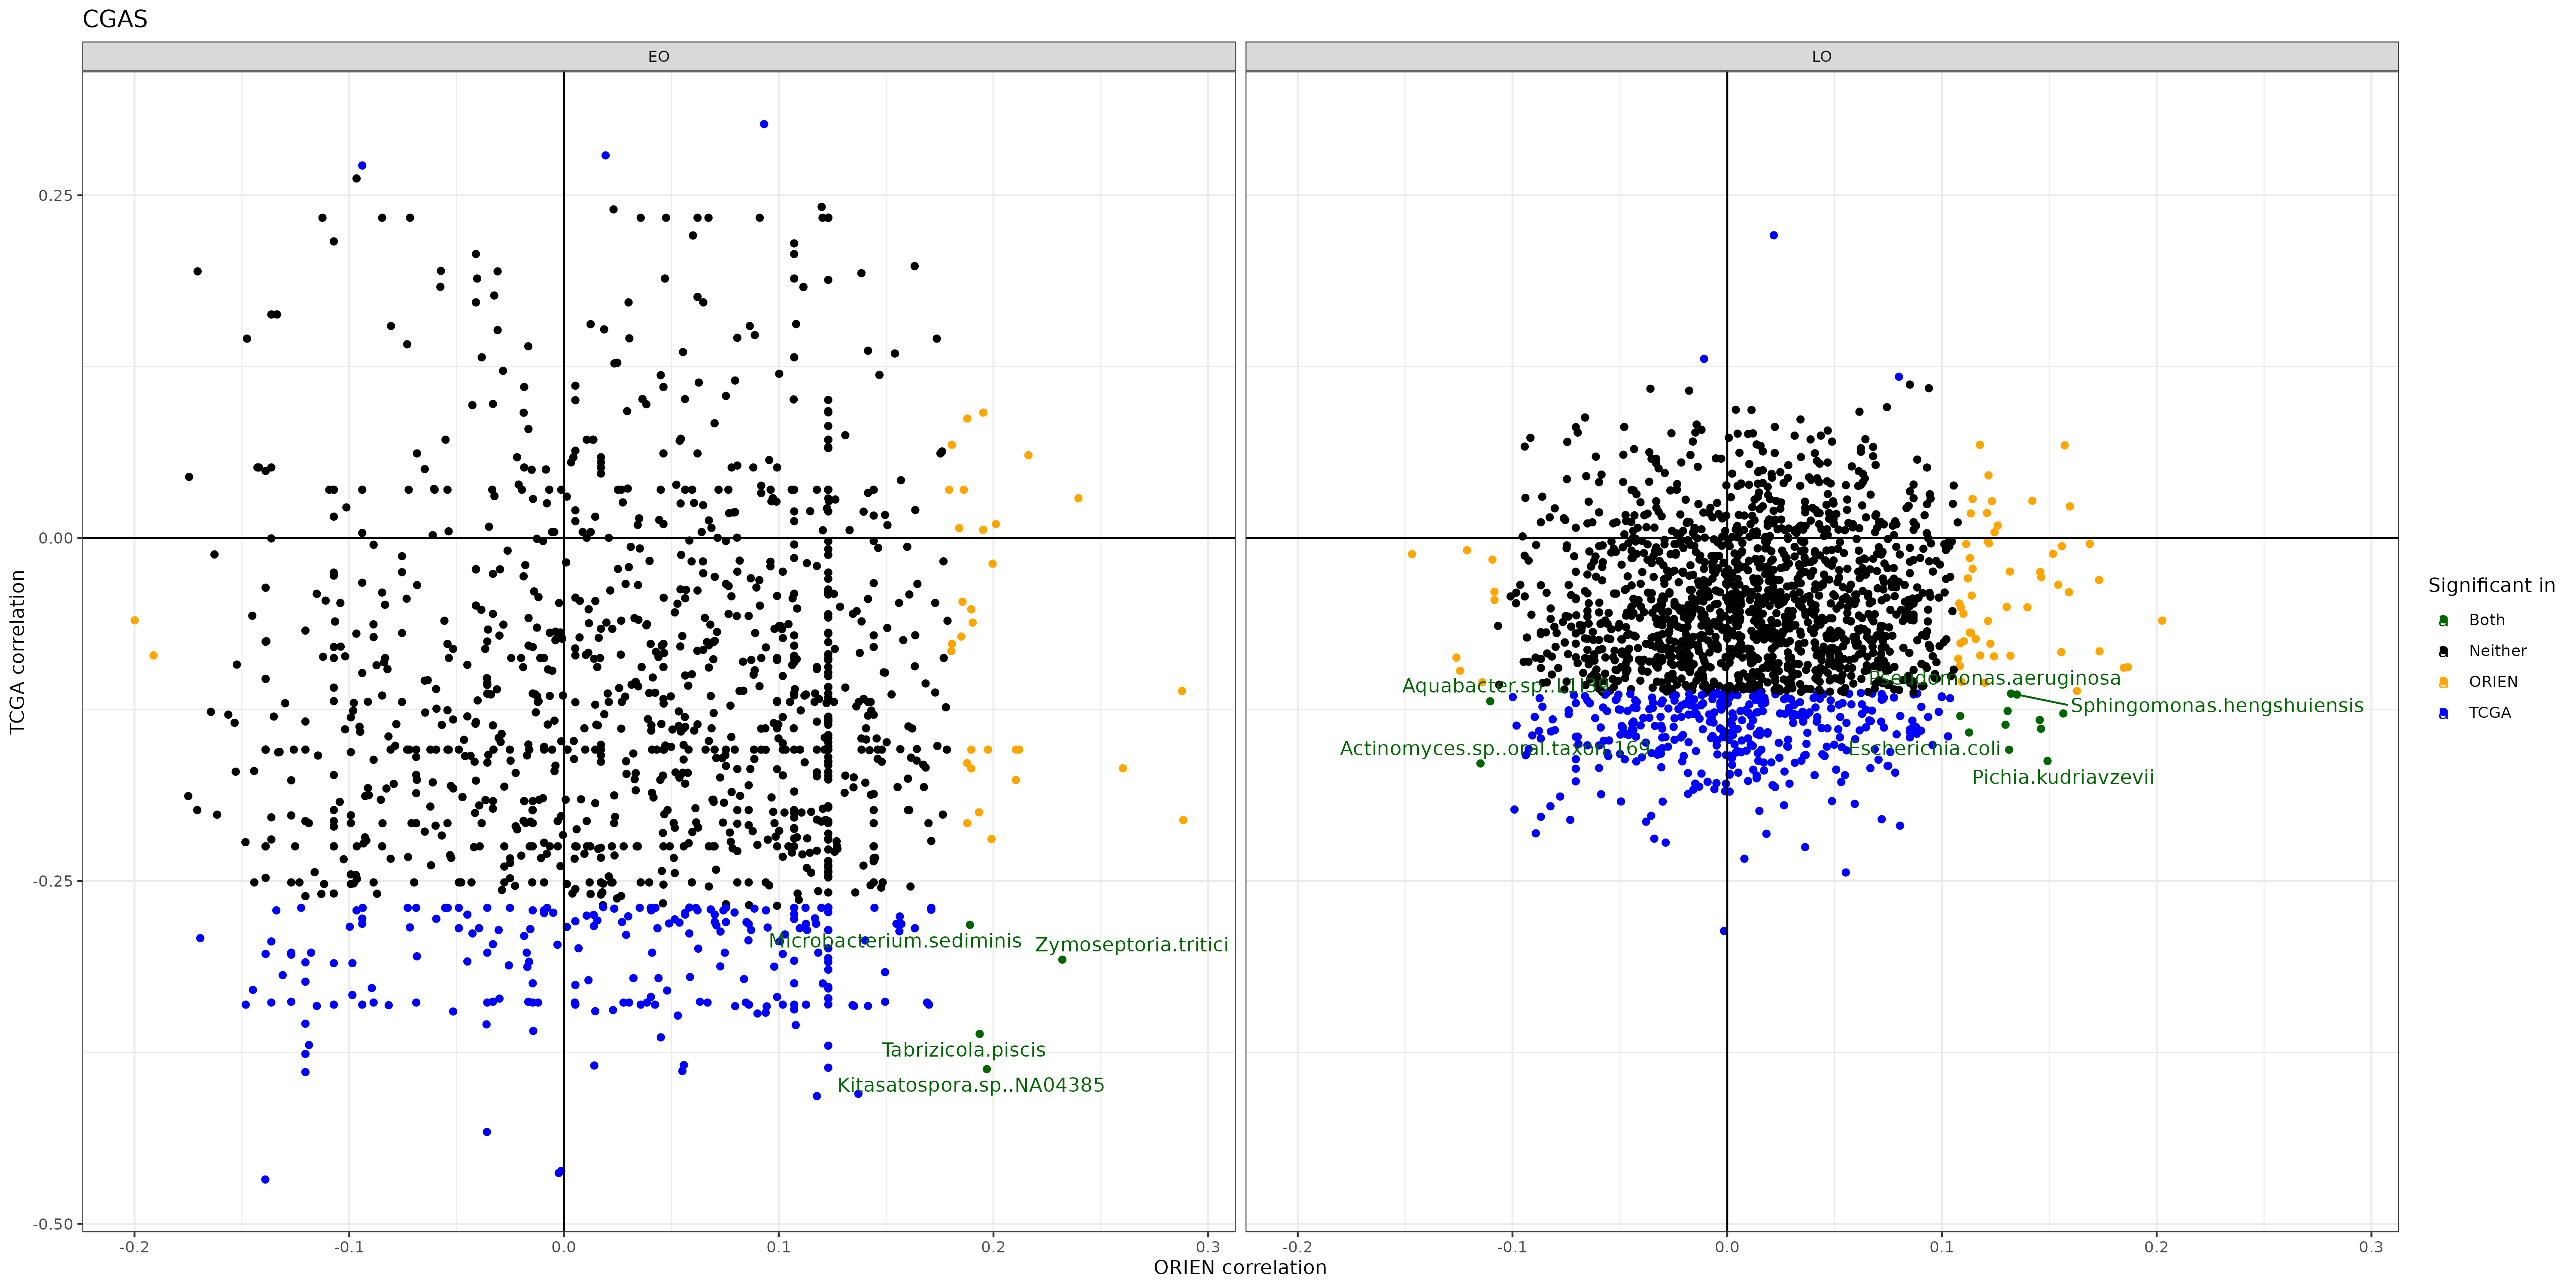 CGAS
EO
LO
TCGA correlation
0.25
0.00
-0.25
-0.50
Microbacterium.sediminis
Zymoseptoria.tritici
Tabrizicola.piscis
Kitasatospora.sp..NA04385
Pseudomonas.aeruginosa
Sphingomonas.hengshuiensis
Actinomyces.sp..oral.taxon.169
Escherichia.coli
Pichia.kudriavzevii
-0.2
-0.1
0.0
0.1
0.2
0.3
-0.2
-0.1
0.0
0.1
0.2
0.3
ORIEN correlation
Significant in
Both
Neither
ORIEN
TCGA